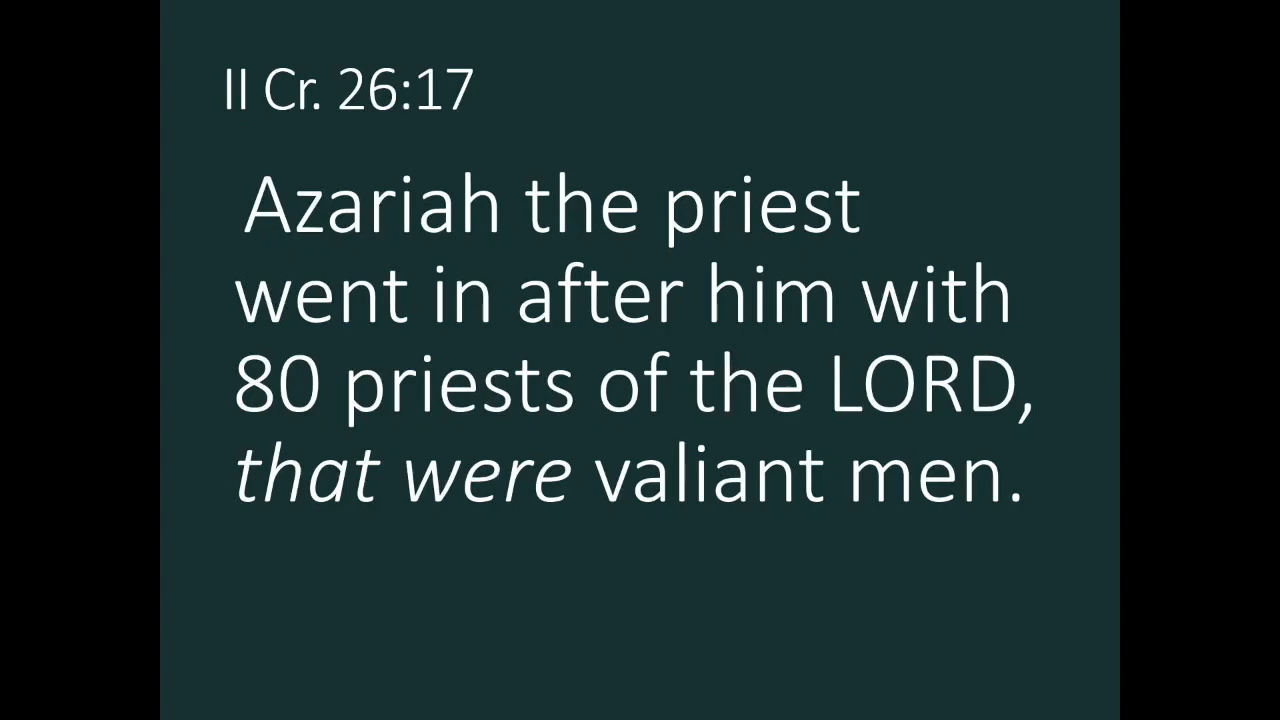 II Cr. 26:17
Azariah the priest
went in after him with
80 priests of the LORD,
that were valiant men.